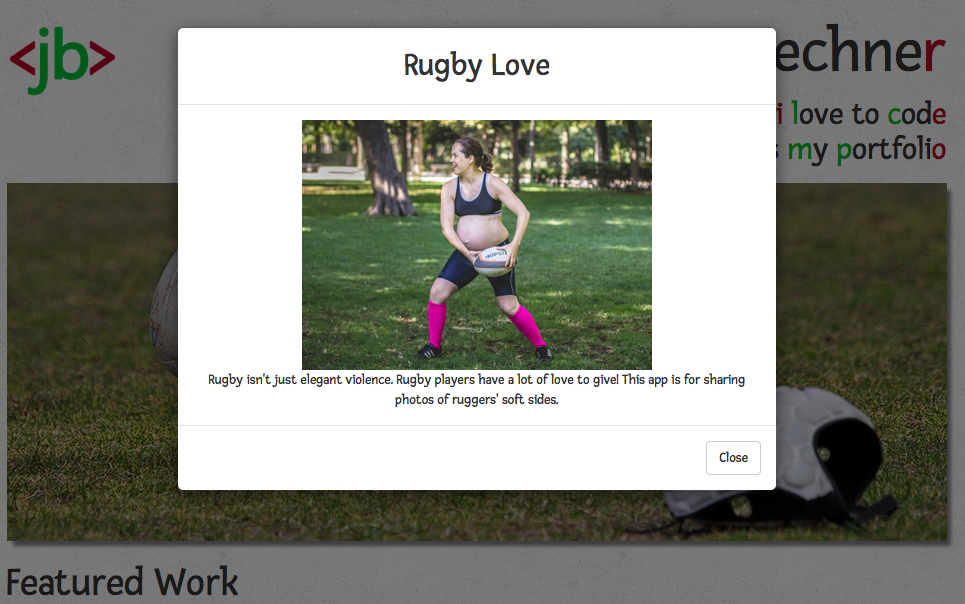 <jb>
echner
i love to code
s my portfolio
Rugby Love
KIPSTA
Rugby isn't just elegant violence. Rugby players have a lot of love to give! This app is for sharing
photos of ruggers' soft sides.
Close
Featured Work